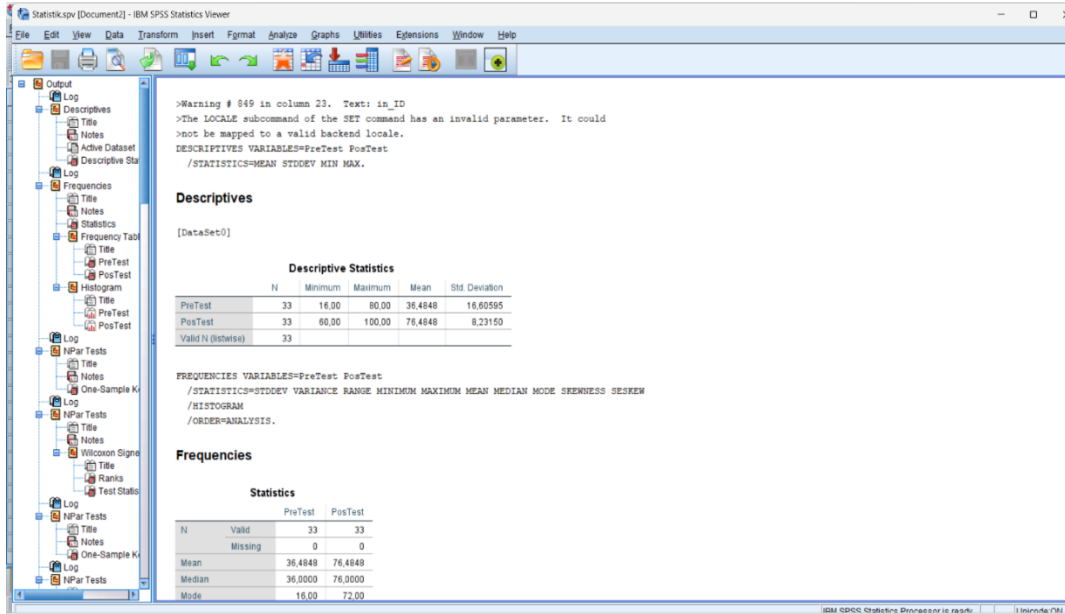 Statistik.spv [Document2] - IBM SPSS Statistics Viewer
File Edit View Data Transform Insert Format Analyze Graphs Utilities Extensions Window Help
Output
Log
Descriptives
Title
Notes
Active Dataset
Descriptive Sta
Log
Frequencies
Title
Notes
Statistics
Frequency Tabl
Title
PreTest
PosTest
Histogram
Title
PreTest
PosTest
Log
NPar Tests
Title
Notes
One-Sample Ko
Log
NPar Tests
Title
Notes
Wilcoxon Signe
Title
Ranks
Test Statis
Log
NPar Tests
Title
Notes
One-Sample Ko
Log
NPar Tests
>Warning # 849 in column 23. Text: in_ID
>The LOCALE subcommand of the SET command has an invalid parameter. It could
>not be mapped to a valid backend locale.
DESCRIPTIVES VARIABLES=PreTest PosTest
/STATISTICS=MEAN STDDEV MIN MAX.
Descriptives
[DataSet0]
Descriptive Statistics
N Minimum Maximum Mean Std. Deviation
PreTest 33 16,00 80,00 36,4848 16,60595
PosTest 33 60,00 100,00 76,4848 8,23150
Valid N (listwise) 33
FREQUENCIES VARIABLES=PreTest PosTest
/STATISTICS=STDDEV VARIANCE RANGE MINIMUM MAXIMUM MEAN MEDIAN MODE SKEWNESS SESKEW
/HISTOGRAM
/ORDER=ANALYSIS.
Frequencies
Statistics
PreTest PosTest
N Valid 33 33
Missing 0 0
Mean 36,4848 76,4848
Median 36,0000 76,0000
Mode 16,00 72,00
IBM SPSS Statistics Processor is ready Unicode:ON